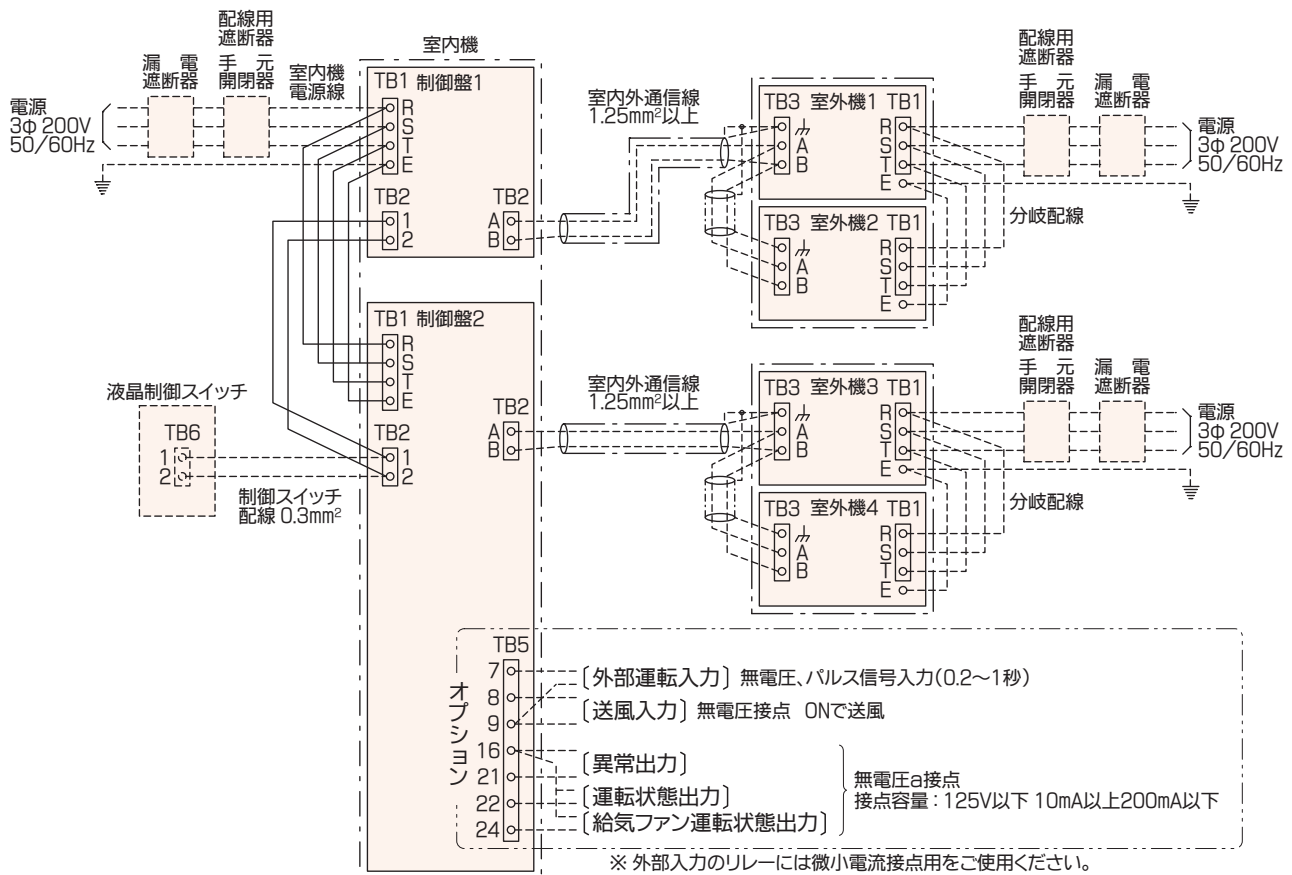 配線用
遮断器
漏電
遮断器
手元
開閉器
室内機
電源線
電源
3φ 200V
50/60Hz
室内機
TB1 制御盤1
R
S
T
E
TB2
1
2
TB2
A
B
室内外通信線
1.25mm²以上
TB3 室外機1 TB1
A
B
R
S
T
E
TB3 室外機2 TB1
A
B
R
S
T
E
配線用
遮断器
手元
開閉器
漏電
遮断器
電源
3φ 200V
50/60Hz
分岐配線
TB1 制御盤2
R
S
T
E
TB2
1
2
TB2
A
B
液晶制御スイッチ
TB6
1
2
制御スイッチ
配線 0.3mm²
室内外通信線
1.25mm²以上
TB3 室外機3 TB1
A
B
R
S
T
E
TB3 室外機4 TB1
A
B
R
S
T
E
配線用
遮断器
手元
開閉器
漏電
遮断器
電源
3φ 200V
50/60Hz
分岐配線
オプション
TB5
7
8
9
16
21
22
24
〔外部運転入力〕 無電圧、パルス信号入力(0.2〜1秒)
〔送風入力〕 無電圧接点 ONで送風
〔異常出力〕
〔運転状態出力〕
〔給気ファン運転状態出力〕
無電圧a接点
接点容量:125V以下 10mA以上200mA以下
※ 外部入力のリレーには微小電流接点用をご使用ください。